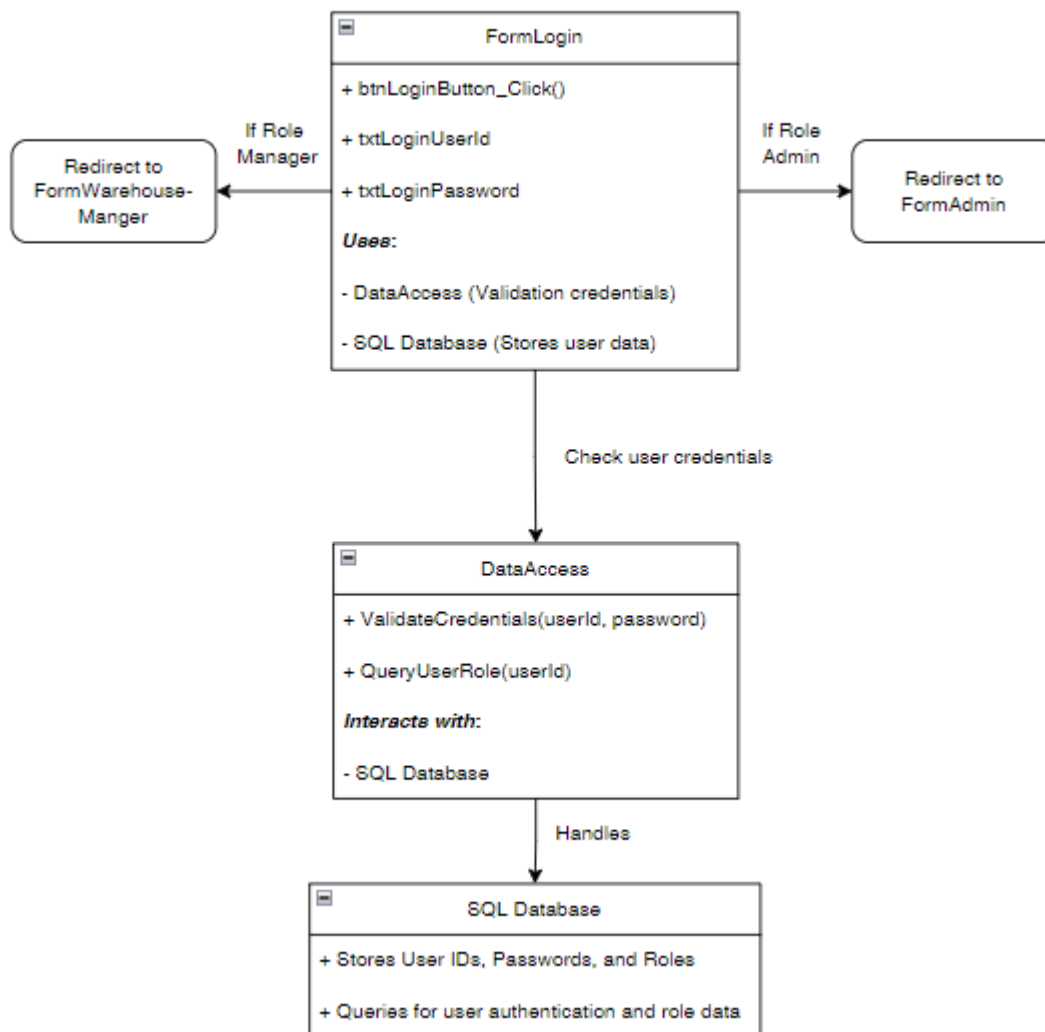 FormLogin
+ btnLoginButton_Click()
+ txtLoginUserId
+ txtLoginPassword
Uses:
- DataAccess (Validation credentials)
- SQL Database (Stores user data)
If Role
Manager
Redirect to
FormWarehouse-
Manger
If Role
Admin
Redirect to
FormAdmin
Check user credentials
DataAccess
+ ValidateCredentials(userId, password)
+ QueryUserRole(userId)
Interacts with:
- SQL Database
Handles
SQL Database
+ Stores User IDs, Passwords, and Roles
+ Queries for user authentication and role data